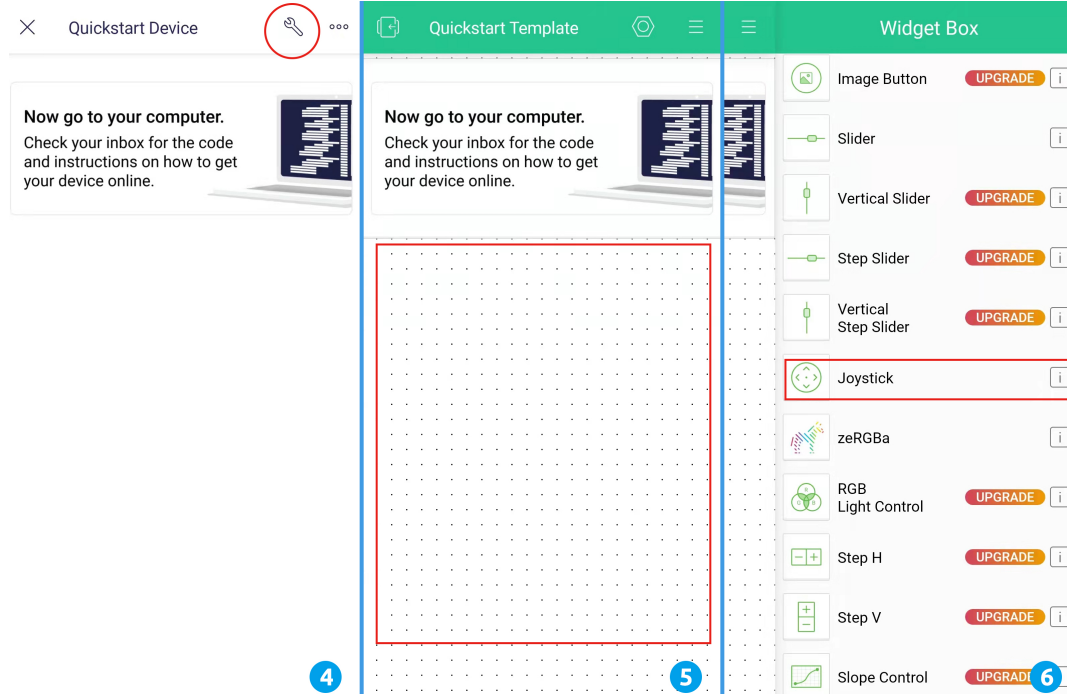 Quickstart Device
Now go to your computer.
Check your inbox for the code
and instructions on how to get
your device online.
4
Quickstart Template
Now go to your computer.
Check your inbox for the code
and instructions on how to get
your device online.
5
Widget Box
Image Button UPGRADE i
Slider i
Vertical Slider UPGRADE i
Step Slider UPGRADE i
Vertical
Step Slider UPGRADE i
Joystick i
zeRGBa i
RGB
Light Control UPGRADE i
Step H UPGRADE i
Step V UPGRADE i
Slope Control UPGRAD
6